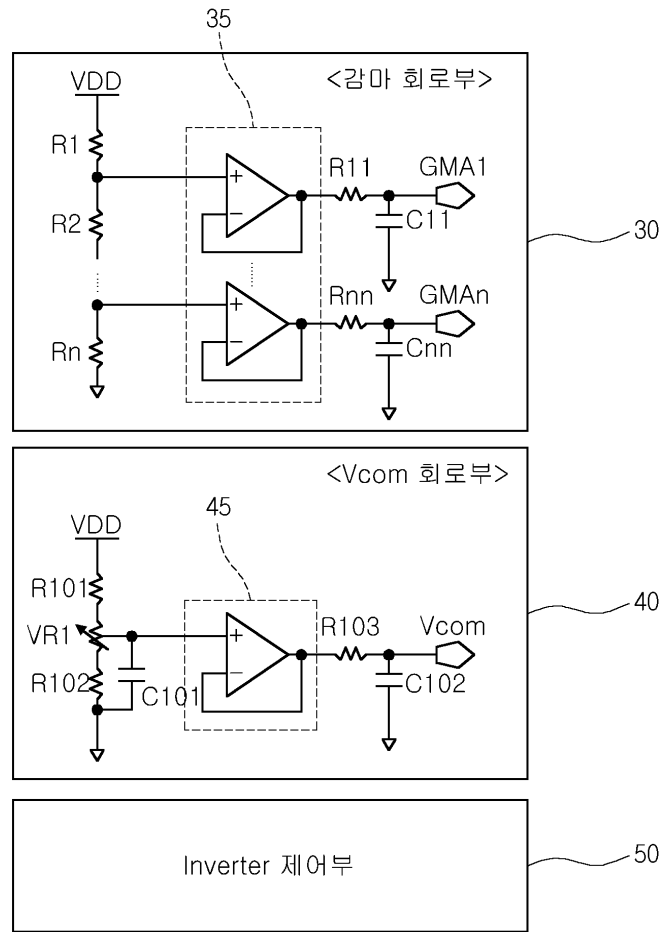 35
<감마 회로부>
VDD
R1
R2
Rn
+
−
R11
GMA1
C11
30
+
−
Rnn
GMAn
Cnn
<Vcom 회로부>
45
VDD
R101
VR1
R102
C101
+
−
R103
Vcom
C102
40
Inverter 제어부
50